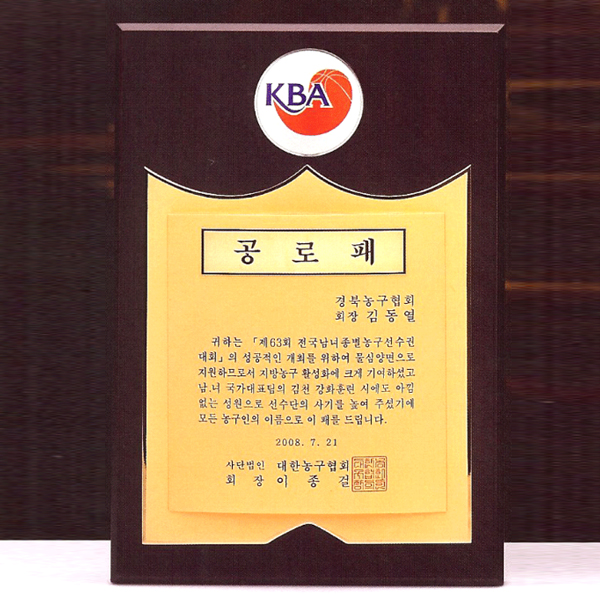 KBA
공로패
경북농구협회
회장 김동열
귀하는 「제63회 전국남녀종별농구선수권
대회」의 성공적인 개최를 위하여 물심양면으로
지원하므로서 지방농구 활성화에 크게 기여하셨고
남.녀 국가대표팀의 김천 강화훈련 시에도 아낌
없는 성원으로 선수단의 사기를 높여 주셨기에
모든 농구인의 이름으로 이 패를 드립니다.
2008. 7. 21
사단법인 대한농구협회
회장 이종걸